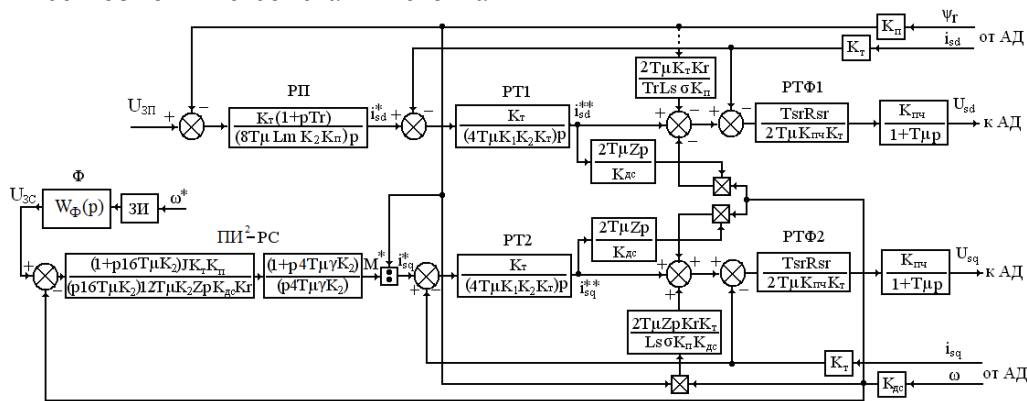 ψr
Kп
isd
от АД
Kт
2TμKтKr
TrLsσKп
РП
РТ1
РТФ1
Uзп
+
−
Kт(1+pTr)
(8TμLmK2Kп)p
i*sd
+
−
Kт
(4TμK1K2Kт)p
i**sd
+
−
−
+
−
TsrRsr
2TμKпчKт
Kпч
1+Tμp
Usd
к АД
2TμZp
Kдс
Ф
Uзс
WФ(p)
ЗИ
ω*
ПИ²-РС
РТ2
2TμZp
Kдс
РТФ2
+
−
(1+p16TμK2)JKтKп
(p16TμK2)12TμK2ZpKдсKr
(1+p4TμγK2)
(p4TμγK2)
M*
i*sq
+
−
Kт
(4TμK1K2Kт)p
i**sq
+
+
+
+
−
TsrRsr
2TμKпчKт
Kпч
1+Tμp
Usq
к АД
2TμZpKrKт
LsσKпKдс
Kт
isq
от АД
Kдс
ω